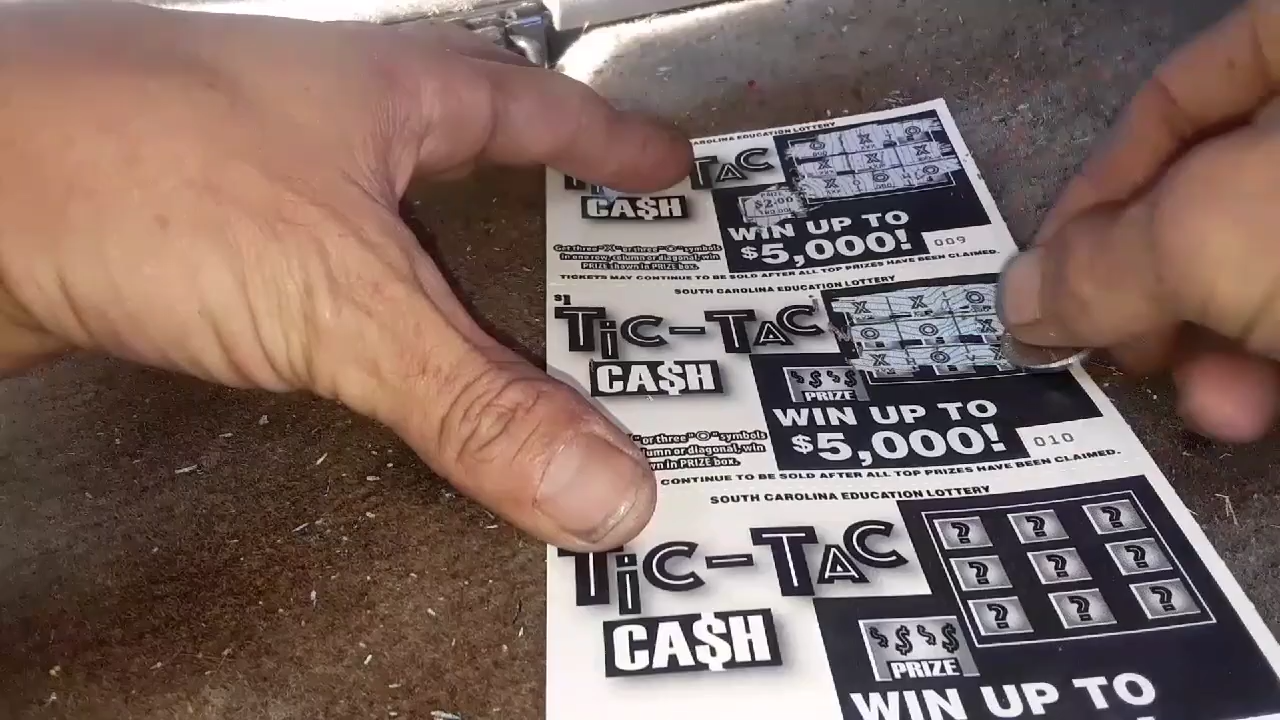 CAROLINA EDUCATION LOTTERY
TAC
CA$H
O X O
X X X
X O O
PRIZE
$2.00
Get three "X" or three "O" symbols
in one row, column or diagonal, win
PRIZE shown in PRIZE box.
WIN UP TO
$5,000!
009
TICKETS MAY CONTINUE TO BE SOLD AFTER ALL TOP PRIZES HAVE BEEN CLAIMED.
SOUTH CAROLINA EDUCATION LOTTERY
$1
TiC-TAC
CA$H
X X O
O O X
X O
$$$$
PRIZE
or three "O" symbols
umn or diagonal, win
wn in PRIZE box.
WIN UP TO
$5,000!
010
CONTINUE TO BE SOLD AFTER ALL TOP PRIZES HAVE BEEN CLAIMED.
SOUTH CAROLINA EDUCATION LOTTERY
TiC-TAC
CA$H
? ? ?
? ? ?
? ? ?
$$$$
PRIZE
WIN UP TO